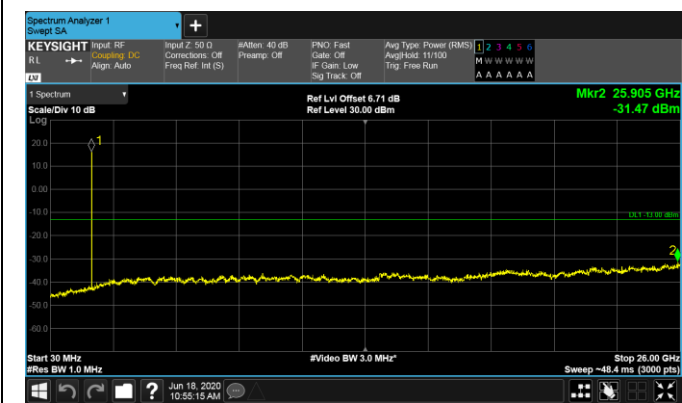 Spectrum Analyzer 1
Swept SA
KEYSIGHT
RL
LNI
Input: RF
Coupling: DC
Align: Auto
Input Z: 50 Ω
Corrections: Off
Freq Ref: Int (S)
#Atten: 40 dB
Preamp: Off
PNO: Fast
Gate: Off
IF Gain: Low
Sig Track: Off
Avg Type: Power (RMS)
Avg|Hold: 11/100
Trig: Free Run
1 2 3 4 5 6
M W W W W W
A A A A A A
1 Spectrum
Scale/Div 10 dB
Log
Ref Lvl Offset 6.71 dB
Ref Level 30.00 dBm
Mkr2 25.905 GHz
-31.47 dBm
1
20.0
10.0
0.00
-10.0
DL1 -13.00 dBm
-20.0
2
-30.0
-40.0
-50.0
-60.0
Start 30 MHz
#Res BW 1.0 MHz
#Video BW 3.0 MHz*
Stop 26.00 GHz
Sweep ~48.4 ms (3000 pts)
?
Jun 18, 2020
10:55:15 AM